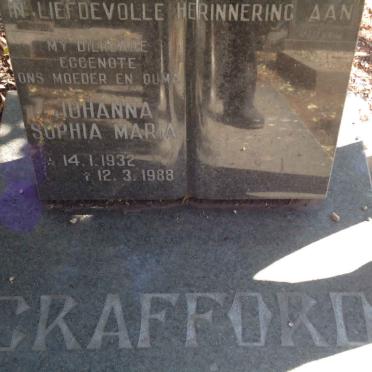 IN LIEFDEVOLLE HERINNERING AAN
MY DIERBARE
EGGENOTE
ONS MOEDER EN OUMA
JOHANNA
SOPHIA MARIA
* 14.1.1932
† 12.3.1988
CRAFFORD